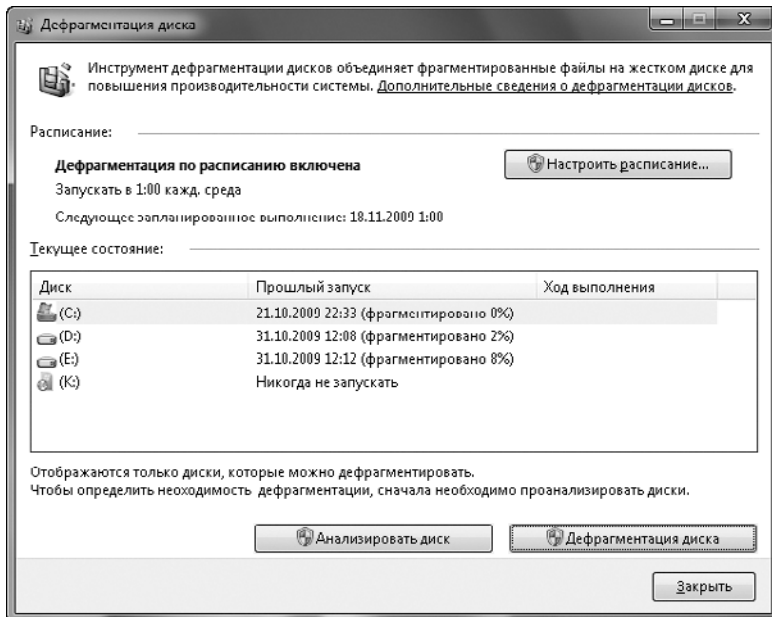 Дефрагментация диска
Инструмент дефрагментации дисков объединяет фрагментированные файлы на жестком диске для
повышения производительности системы. Дополнительные сведения о дефрагментации дисков.
Расписание:
Дефрагментация по расписанию включена
Настроить расписание...
Запускать в 1:00 кажд. среда
Следующее запланированное выполнение: 18.11.2009 1:00
Текущее состояние:
Диск Прошлый запуск Ход выполнения
(C:) 21.10.2009 22:33 (фрагментировано 0%)
(D:) 31.10.2009 12:08 (фрагментировано 2%)
(E:) 31.10.2009 12:12 (фрагментировано 8%)
(K:) Никогда не запускать
Отображаются только диски, которые можно дефрагментировать.
Чтобы определить неоходимость дефрагментации, сначала необходимо проанализировать диски.
Анализировать диск Дефрагментация диска
Закрыть